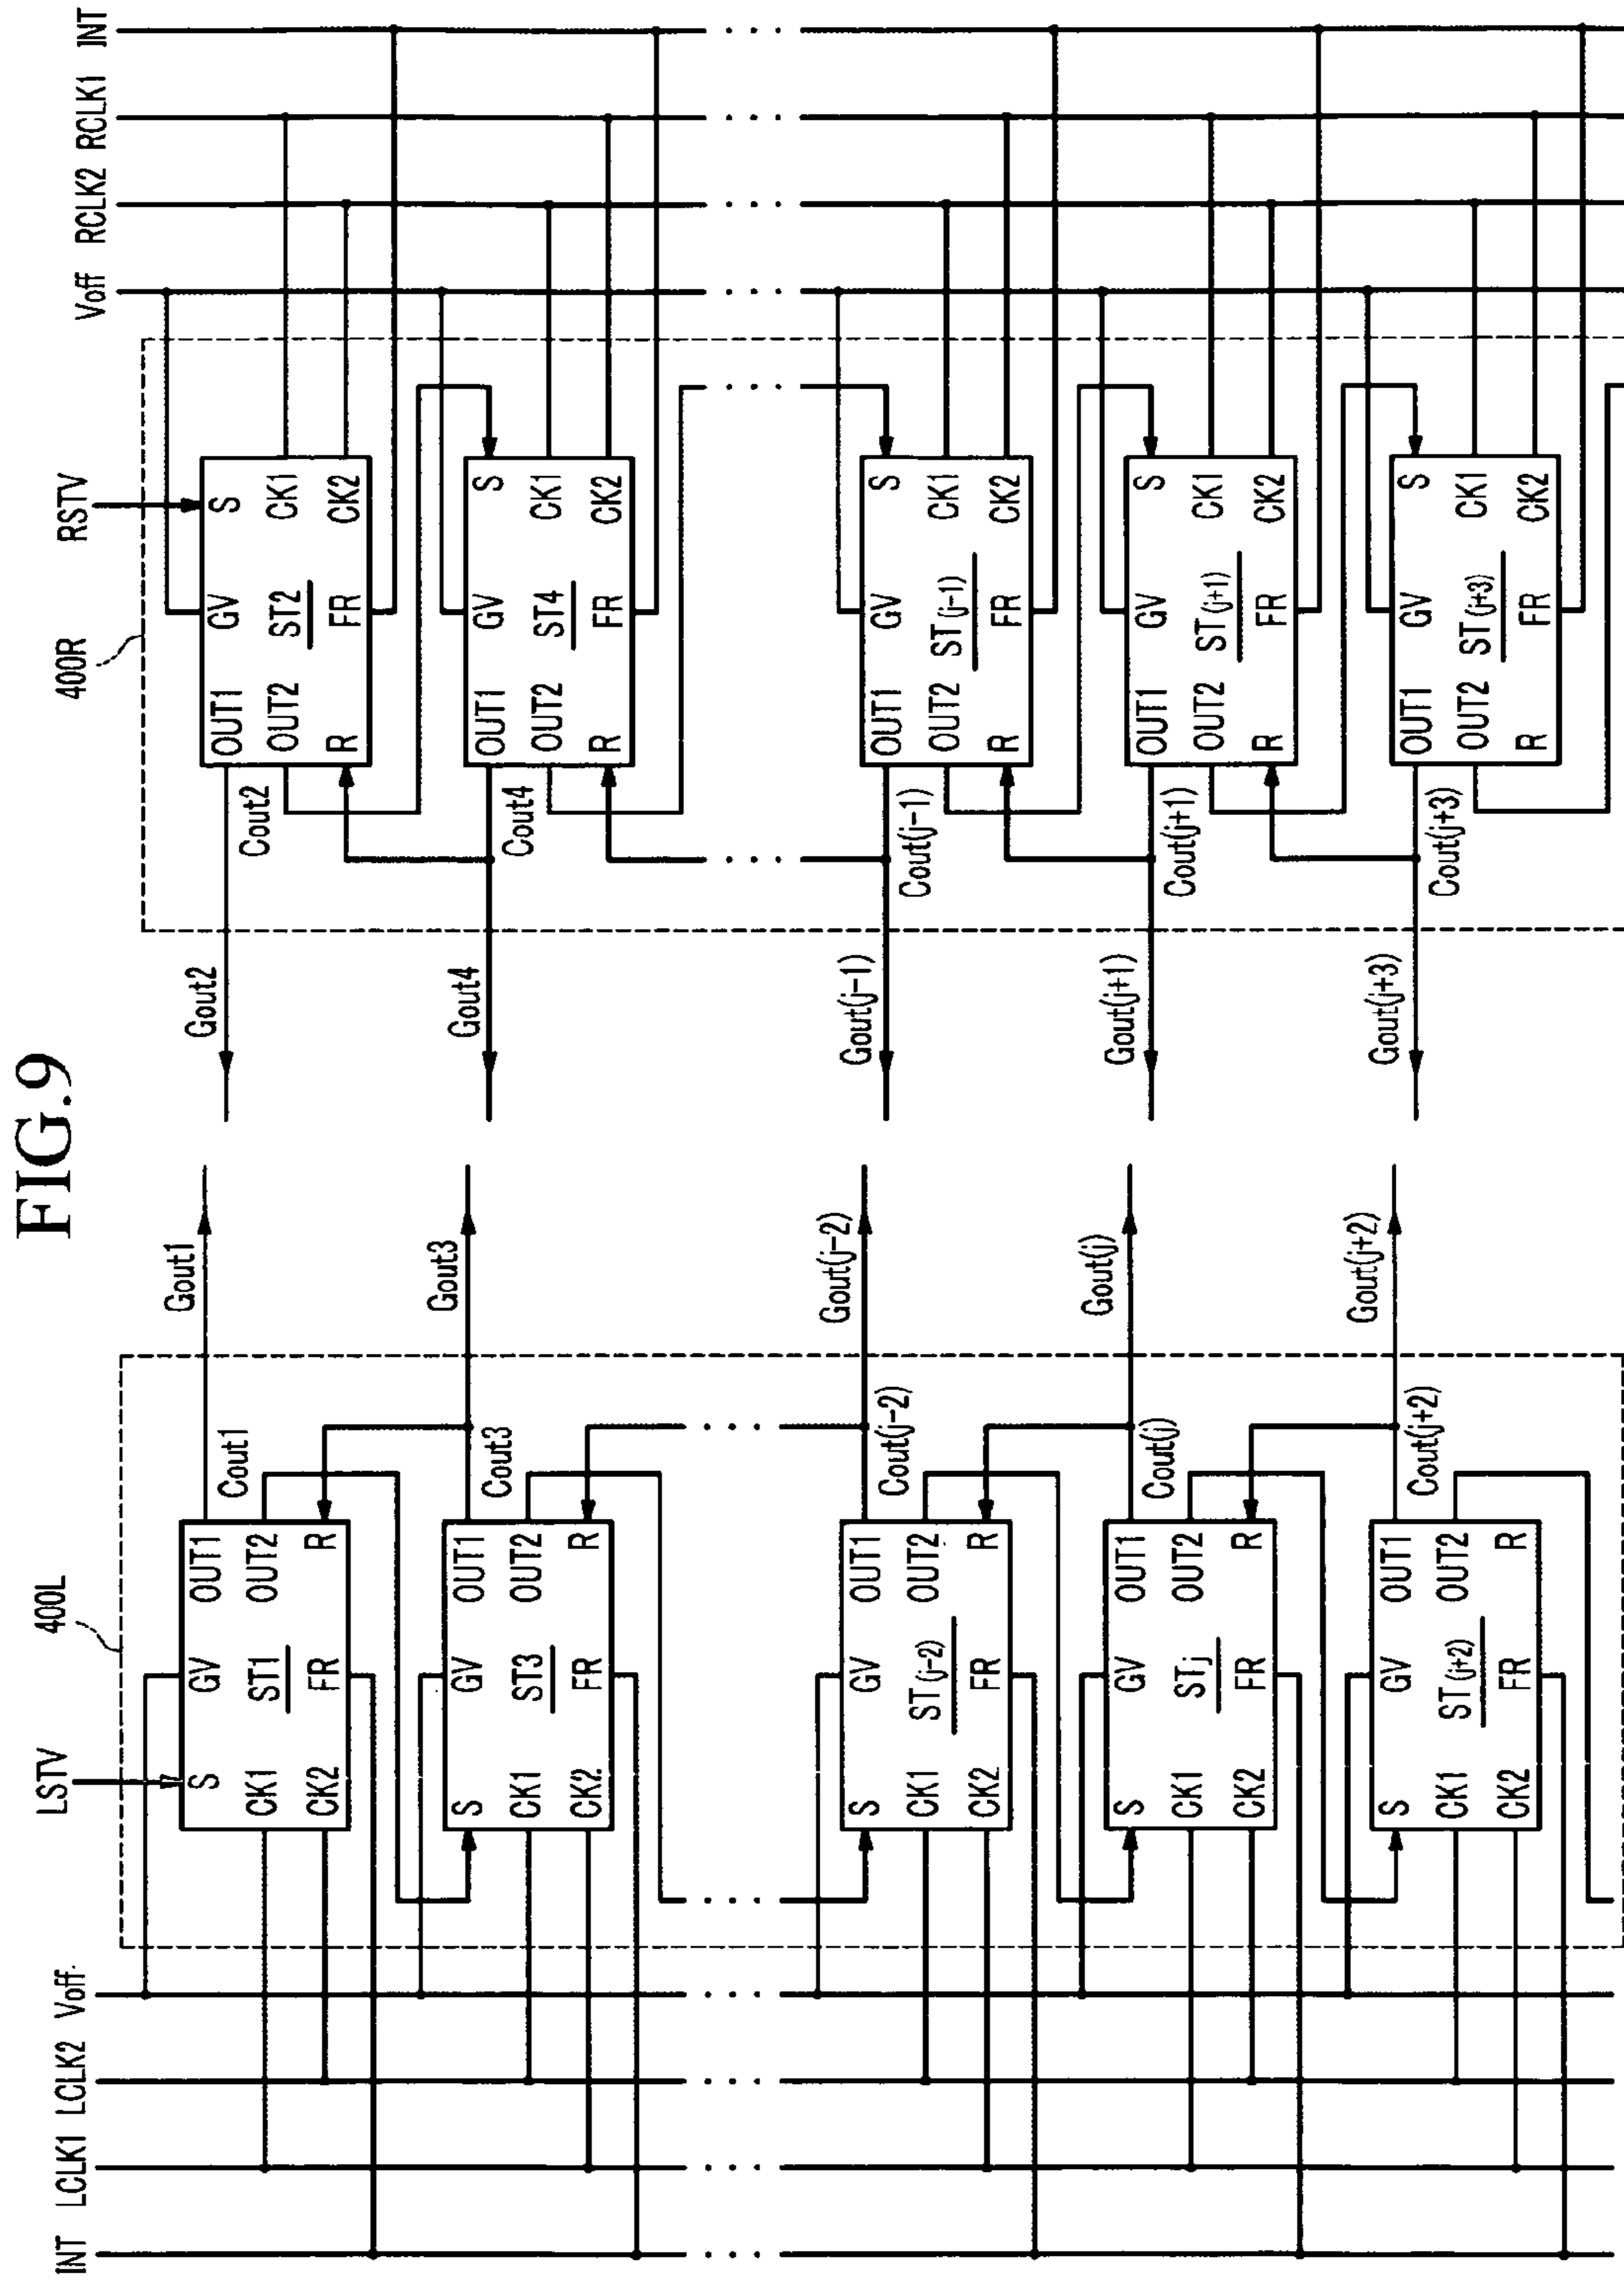 FIG.9
INT
LCLK1
LCLK2
Voff
LSTV
400L
400R
RSTV
Voff
RCLK2
RCLK1
INT
S
GV
OUT1
CK1
ST1
OUT2
CK2
FR
R
Cout1
Gout1
Gout2
Cout2
OUT1
GV
S
OUT2
ST2
CK1
R
FR
CK2
S
GV
OUT1
CK1
ST3
OUT2
CK2
FR
R
Cout3
Gout3
Gout4
Cout4
OUT1
GV
S
OUT2
ST4
CK1
R
FR
CK2
S
GV
OUT1
CK1
ST(j-2)
OUT2
CK2
FR
R
Cout(j-2)
Gout(j-2)
Gout(j-1)
Cout(j-1)
OUT1
GV
S
OUT2
ST(j-1)
CK1
R
FR
CK2
S
GV
OUT1
CK1
STj
OUT2
CK2
FR
R
Cout(j)
Gout(j)
Gout(j+1)
Cout(j+1)
OUT1
GV
S
OUT2
ST(j+1)
CK1
R
FR
CK2
S
GV
OUT1
CK1
ST(j+2)
OUT2
CK2
FR
R
Cout(j+2)
Gout(j+2)
Gout(j+3)
Cout(j+3)
OUT1
GV
S
OUT2
ST(j+3)
CK1
R
FR
CK2